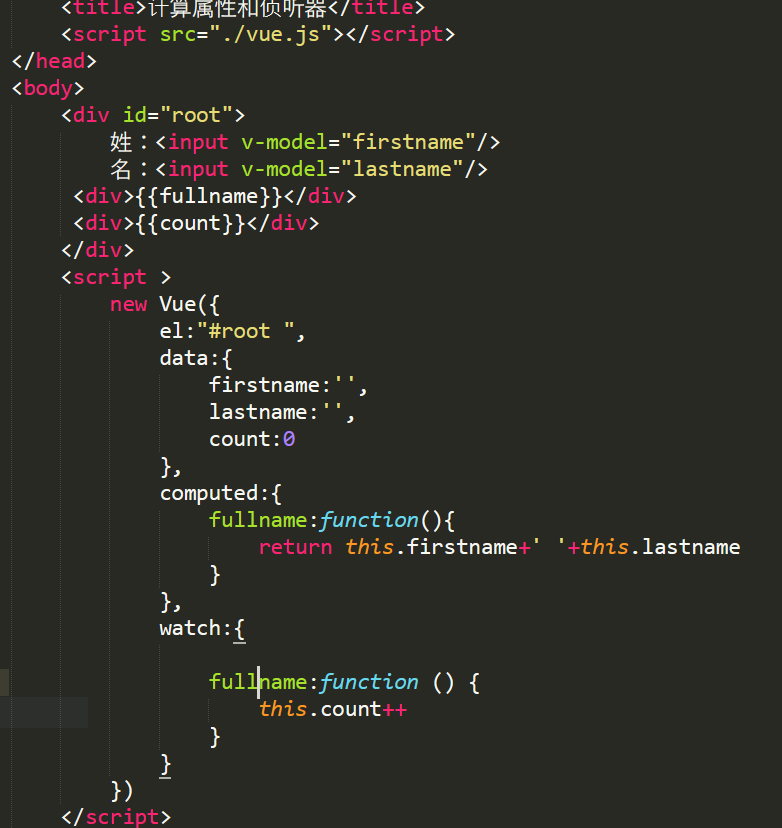 <title>计算属性和侦听器</title>
<script src="./vue.js"></script>
</head>
<body>
<div id="root">
姓：<input v-model="firstname"/>
名：<input v-model="lastname"/>
<div>{{fullname}}</div>
<div>{{count}}</div>
</div>
<script >
new Vue({
el:"#root ",
data:{
firstname:'',
lastname:'',
count:0
},
computed:{
fullname:function(){
return this.firstname+' '+this.lastname
}
},
watch:{
fullname:function () {
this.count++
}
}
})
</script>